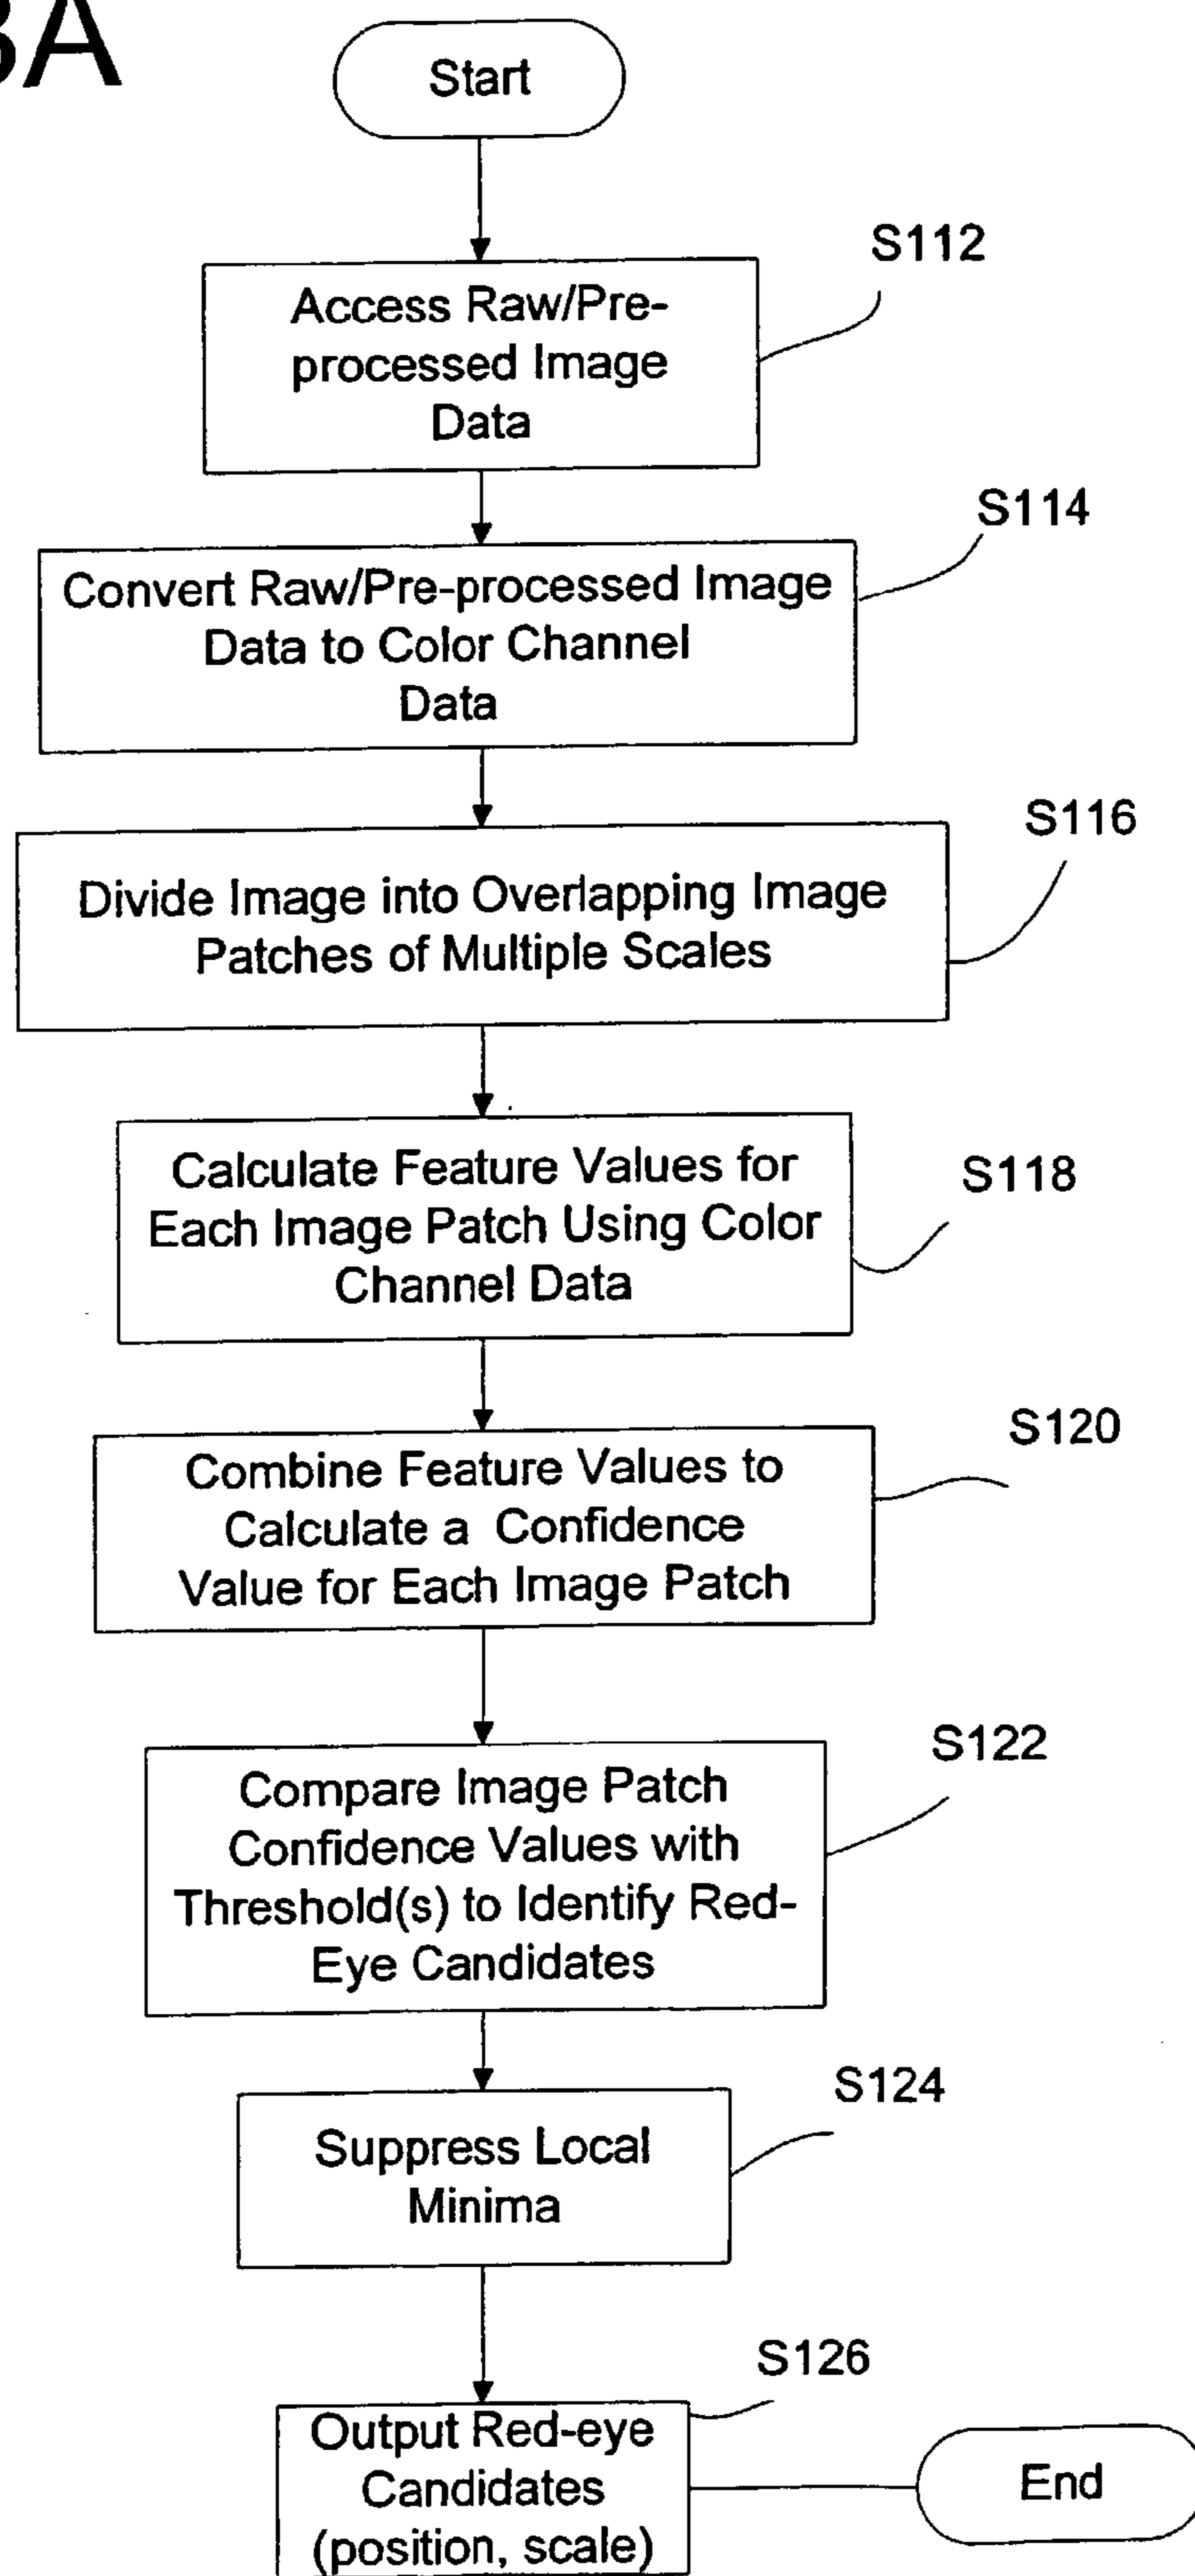 3A
Start
S112
Access Raw/Pre-
processed Image
Data
S114
Convert Raw/Pre-processed Image
Data to Color Channel
Data
S116
Divide Image into Overlapping Image
Patches of Multiple Scales
S118
Calculate Feature Values for
Each Image Patch Using Color
Channel Data
S120
Combine Feature Values to
Calculate a Confidence
Value for Each Image Patch
S122
Compare Image Patch
Confidence Values with
Threshold(s) to Identify Red-
Eye Candidates
S124
Suppress Local
Minima
S126
Output Red-eye
Candidates
(position, scale)
End